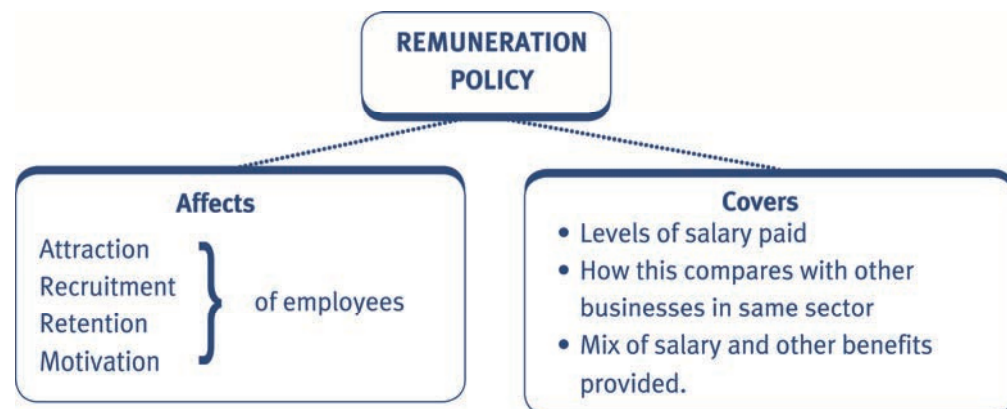 REMUNERATION
POLICY
Affects
Attraction
Recruitment
Retention
Motivation
of employees
Covers
• Levels of salary paid
• How this compares with other
businesses in same sector
• Mix of salary and other benefits
provided.